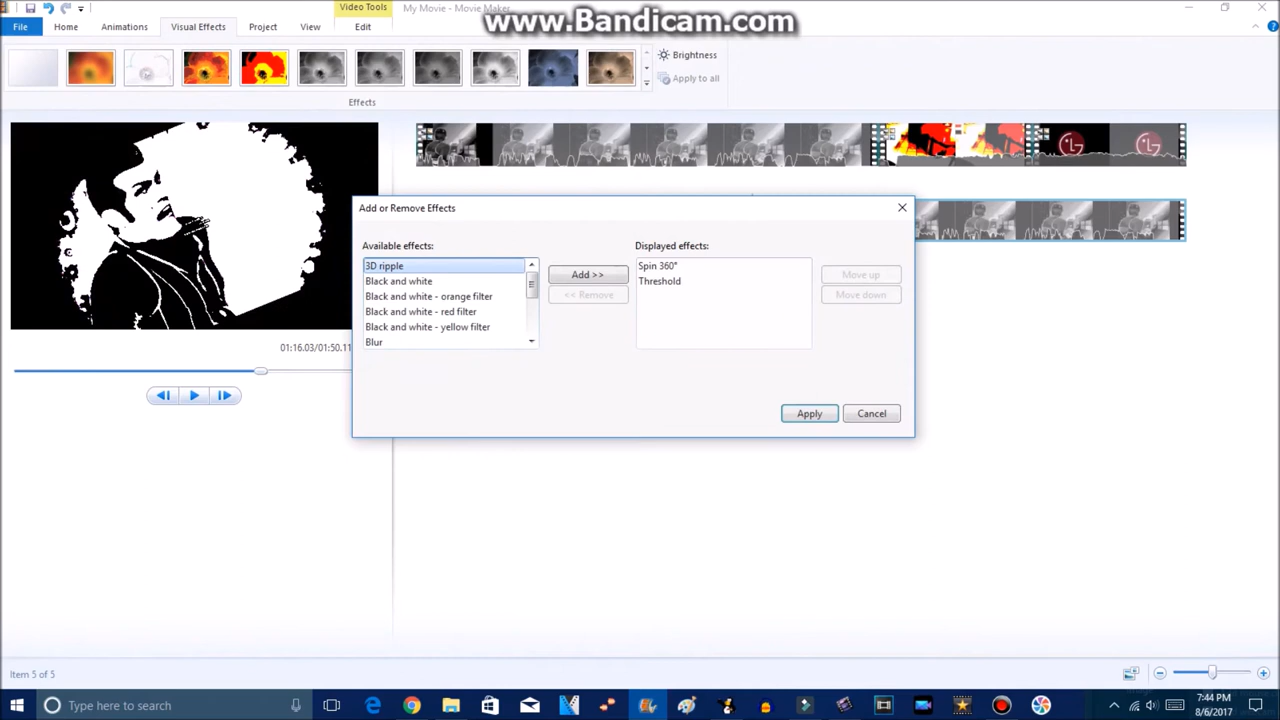 Video Tools
My Movie - Movie Maker
www.Bandicam.com
File
Home
Animations
Visual Effects
Project
View
Edit
Brightness
Apply to all
Effects
LG
LG
Add or Remove Effects
Available effects:
Displayed effects:
3D ripple
Black and white
Black and white - orange filter
Black and white - red filter
Black and white - yellow filter
Blur
Add >>
<< Remove
Spin 360°
Threshold
Move up
Move down
Apply
Cancel
01:16.03/01:50.11
Item 5 of 5
Type here to search
7:44 PM
8/6/2017